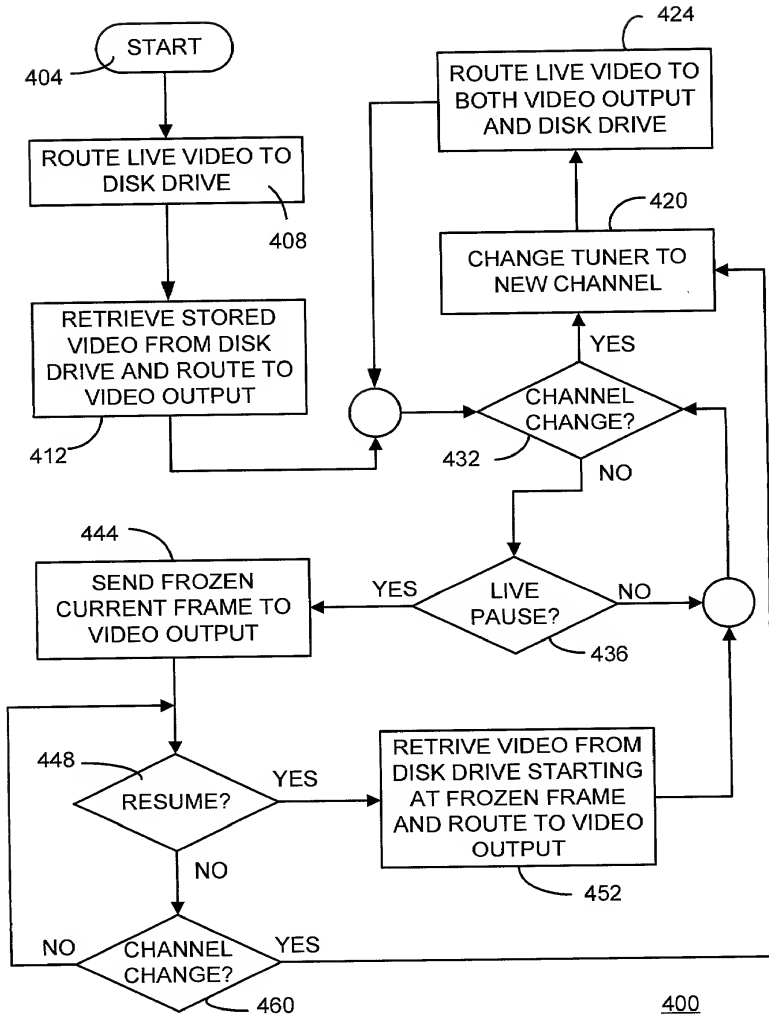 START
404
ROUTE LIVE VIDEO TO
DISK DRIVE
408
RETRIEVE STORED
VIDEO FROM DISK
DRIVE AND ROUTE TO
VIDEO OUTPUT
412
424
ROUTE LIVE VIDEO TO
BOTH VIDEO OUTPUT
AND DISK DRIVE
420
CHANGE TUNER TO
NEW CHANNEL
YES
CHANNEL
CHANGE?
432
NO
444
SEND FROZEN
CURRENT FRAME TO
VIDEO OUTPUT
YES
LIVE
PAUSE?
NO
436
448
RESUME?
YES
RETRIVE VIDEO FROM
DISK DRIVE STARTING
AT FROZEN FRAME
AND ROUTE TO VIDEO
OUTPUT
452
NO
NO
CHANNEL
CHANGE?
YES
460
400